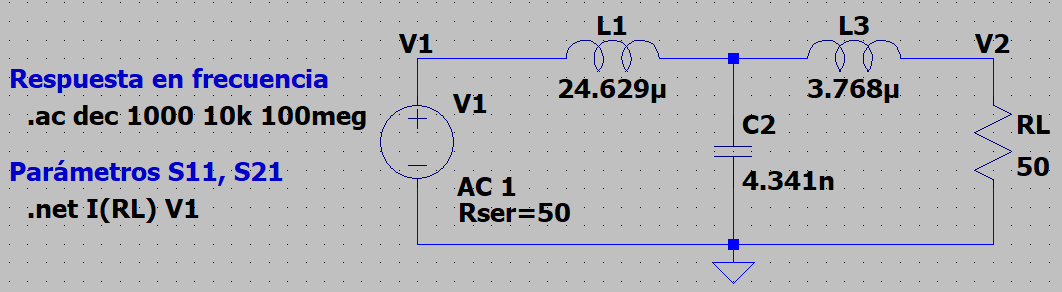 Respuesta en frecuencia
.ac dec 1000 10k 100meg
Parámetros S11, S21
.net I(RL) V1
V1
L1
24.629µ
L3
3.768µ
V2
V1
AC 1
Rser=50
C2
4.341n
RL
50